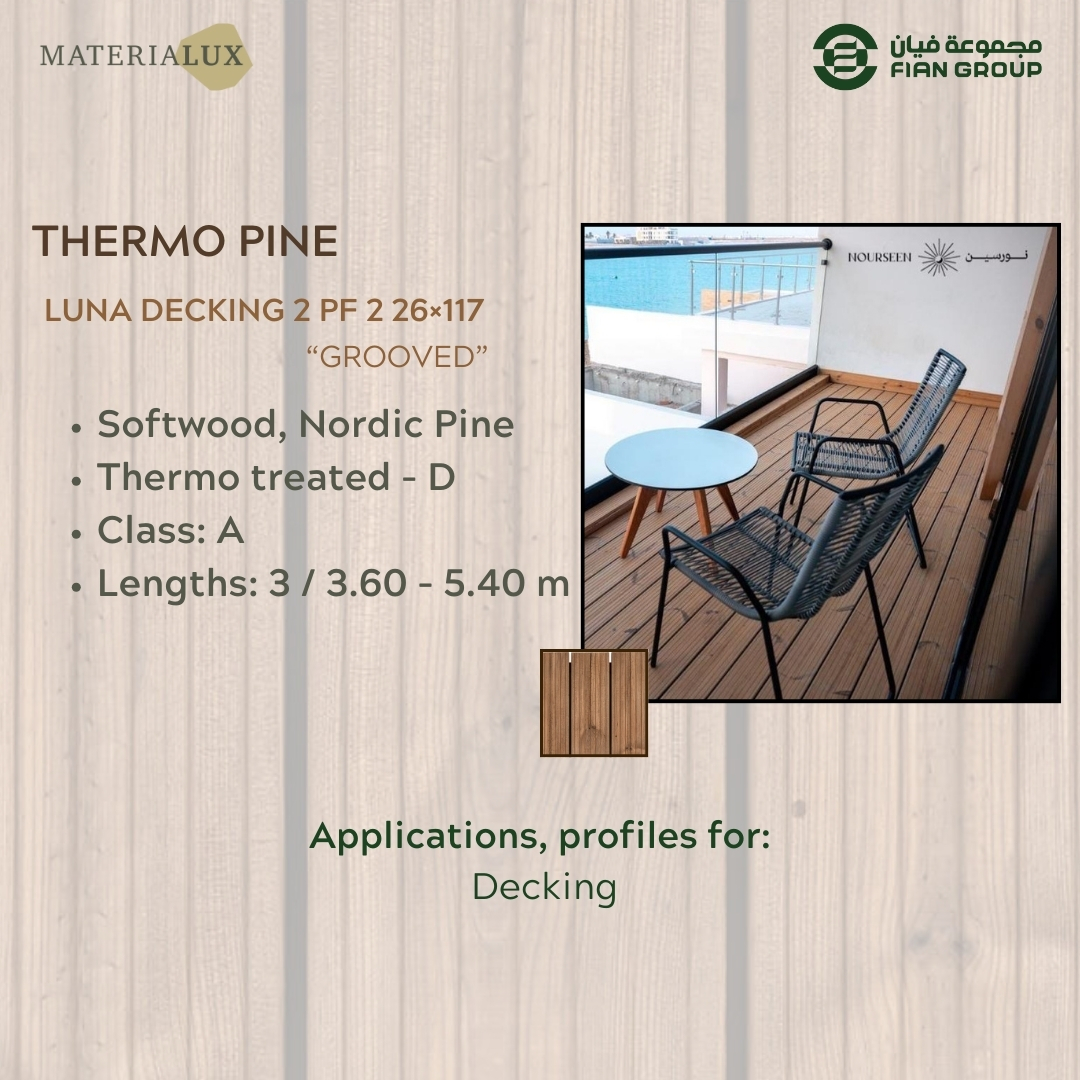 MATERIALUX
مجموعة فيان
FIAN GROUP
THERMO PINE
LUNA DECKING 2 PF 2 26×117
“GROOVED”
• Softwood, Nordic Pine
• Thermo treated - D
• Class: A
• Lengths: 3 / 3.60 - 5.40 m
NOURSEEN نـورسيـن
Applications, profiles for:
Decking